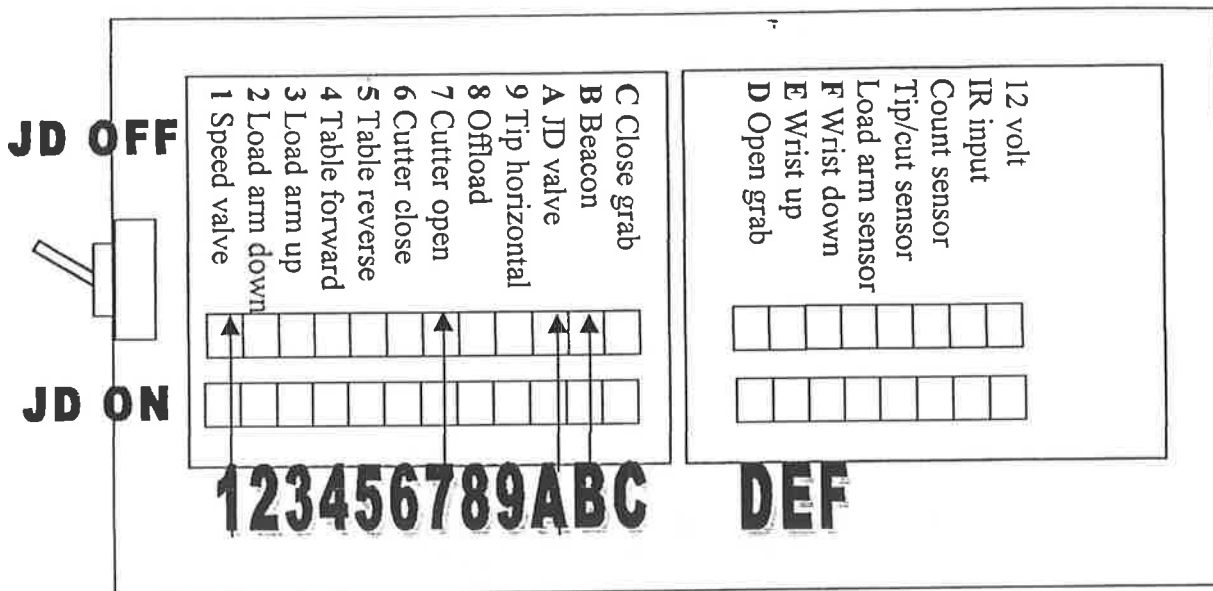 JD OFF
JD ON
1 Speed valve
2 Load arm down
3 Load arm up
4 Table forward
5 Table reverse
6 Cutter close
7 Cutter open
8 Offload
9 Tip horizontal
A JD valve
B Beacon
C Close grab
D Open grab
E Wrist up
F Wrist down
Load arm sensor
Tip/cut sensor
Count sensor
IR input
12 volt
123456789ABC
DEF